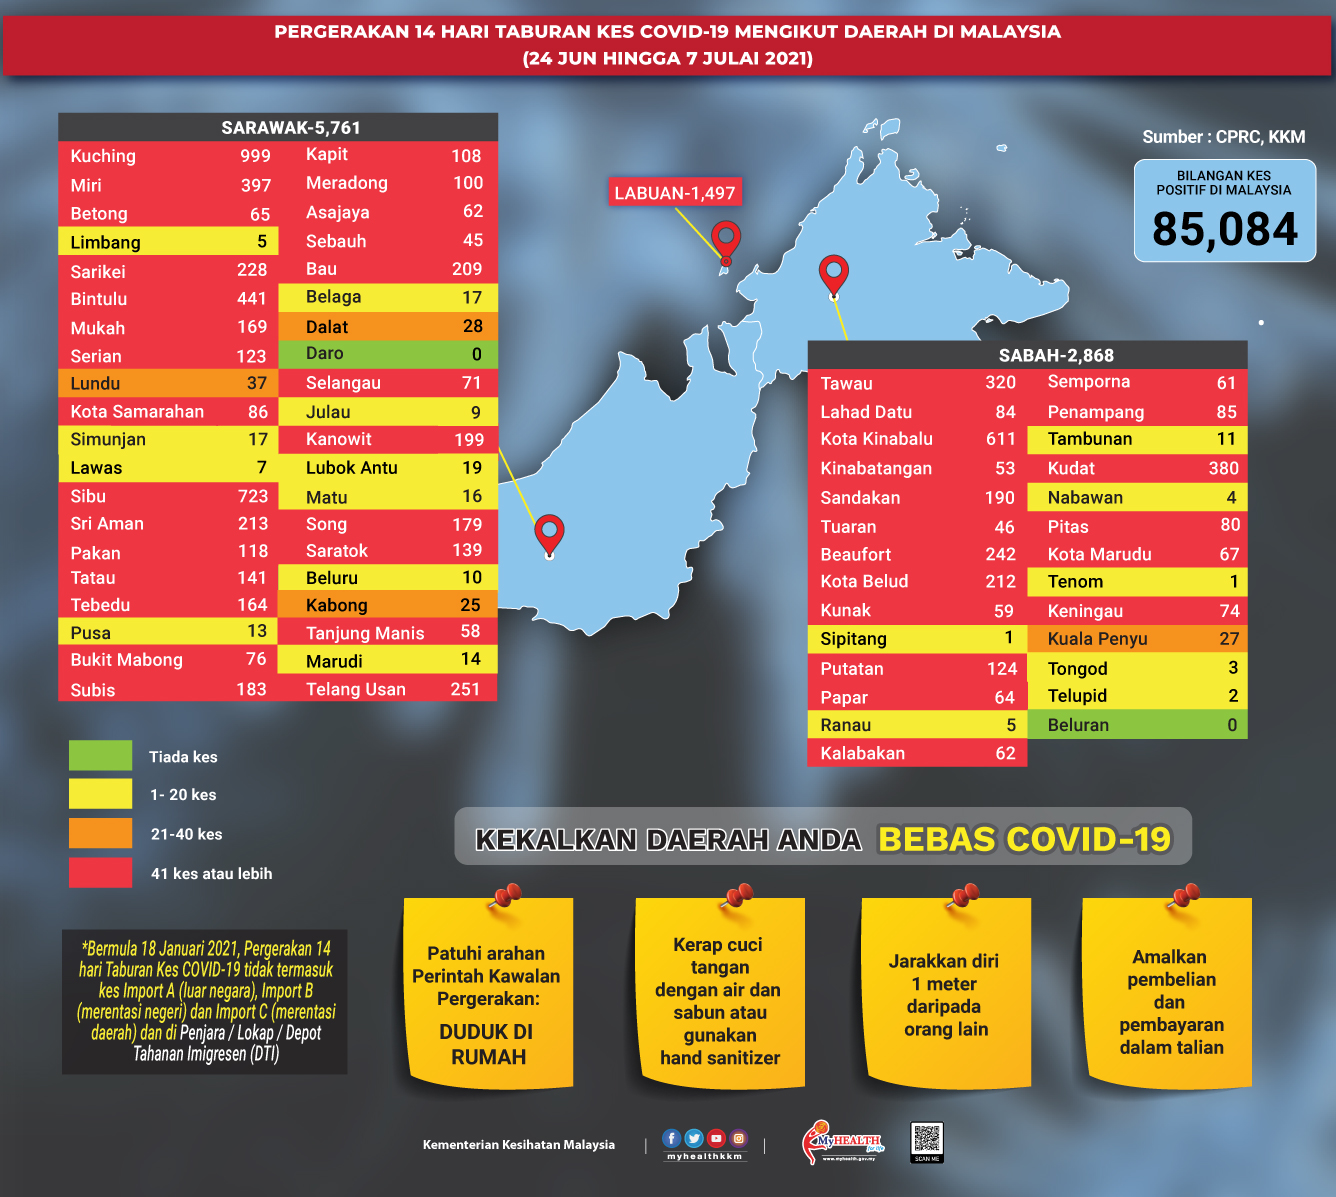 PERGERAKAN 14 HARI TABURAN KES COVID-19 MENGIKUT DAERAH DI MALAYSIA
(24 JUN HINGGA 7 JULAI 2021)
Sumber : CPRC, KKM
BILANGAN KES
POSITIF DI MALAYSIA
85,084
LABUAN-1,497
SARAWAK-5,761
Kuching 999 Kapit 108
Miri 397 Meradong 100
Betong 65 Asajaya 62
Limbang 5 Sebauh 45
Sarikei 228 Bau 209
Bintulu 441 Belaga 17
Mukah 169 Dalat 28
Serian 123 Daro 0
Lundu 37 Selangau 71
Kota Samarahan 86 Julau 9
Simunjan 17 Kanowit 199
Lawas 7 Lubok Antu 19
Sibu 723 Matu 16
Sri Aman 213 Song 179
Pakan 118 Saratok 139
Tatau 141 Beluru 10
Tebedu 164 Kabong 25
Pusa 13 Tanjung Manis 58
Bukit Mabong 76 Marudi 14
Subis 183 Telang Usan 251
SABAH-2,868
Tawau 320 Semporna 61
Lahad Datu 84 Penampang 85
Kota Kinabalu 611 Tambunan 11
Kinabatangan 53 Kudat 380
Sandakan 190 Nabawan 4
Tuaran 46 Pitas 80
Beaufort 242 Kota Marudu 67
Kota Belud 212 Tenom 1
Kunak 59 Keningau 74
Sipitang 1 Kuala Penyu 27
Putatan 124 Tongod 3
Papar 64 Telupid 2
Ranau 5 Beluran 0
Kalabakan 62
Tiada kes
1- 20 kes
21-40 kes
41 kes atau lebih
*Bermula 18 Januari 2021, Pergerakan 14
hari Taburan Kes COVID-19 tidak termasuk
kes Import A (luar negara), Import B
(merentasi negeri) dan Import C (merentasi
daerah) dan di Penjara / Lokap / Depot
Tahanan Imigresen (DTI)
KEKALKAN DAERAH ANDA BEBAS COVID-19
Patuhi arahan
Perintah Kawalan
Pergerakan:
DUDUK DI
RUMAH
Kerap cuci
tangan
dengan air dan
sabun atau
gunakan
hand sanitizer
Jarakkan diri
1 meter
daripada
orang lain
Amalkan
pembelian
dan
pembayaran
dalam talian
Kementerian Kesihatan Malaysia
myhealthkkm
MyHEALTH
for life
www.myhealth.gov.my
SCAN ME